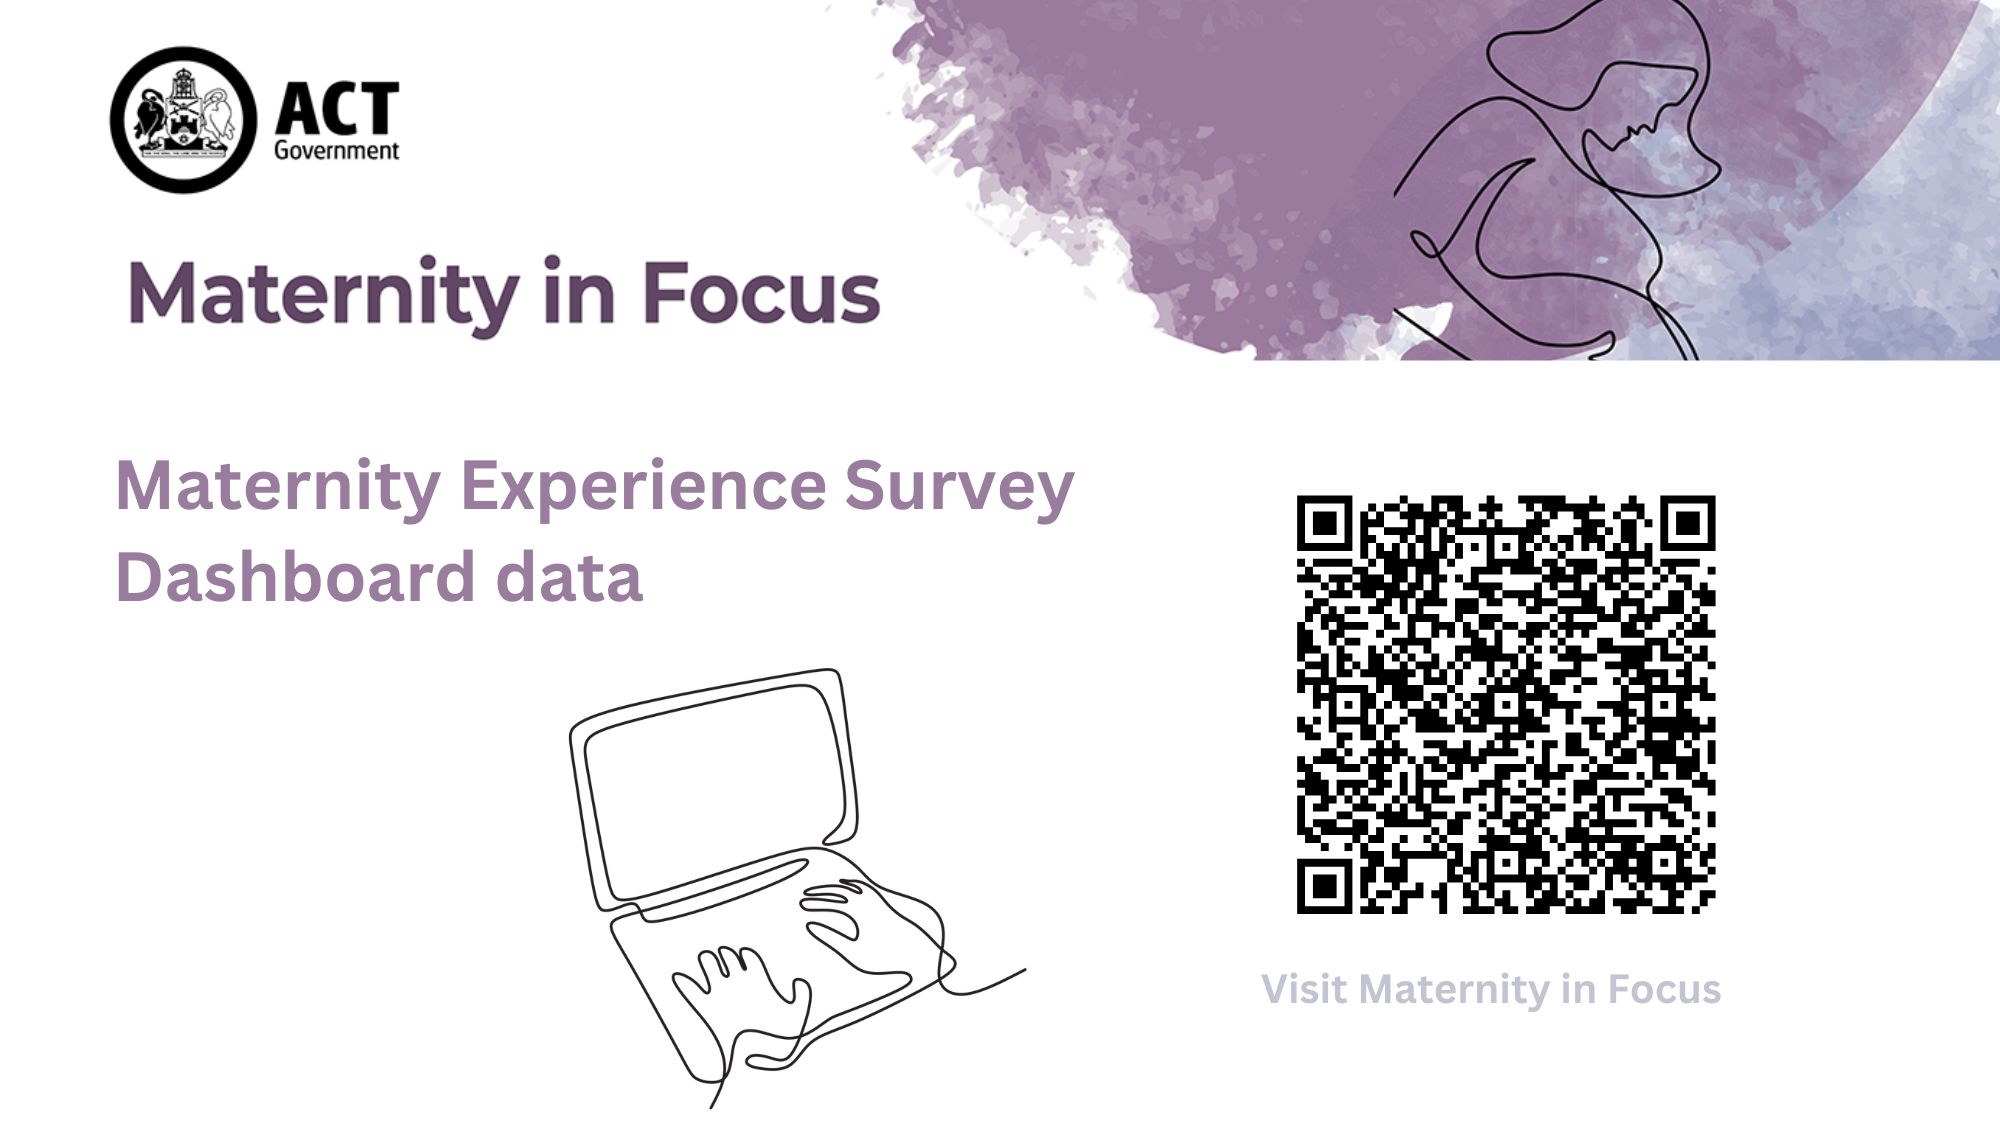 ACT
Government
Maternity in Focus
Maternity Experience Survey
Dashboard data
Visit Maternity in Focus